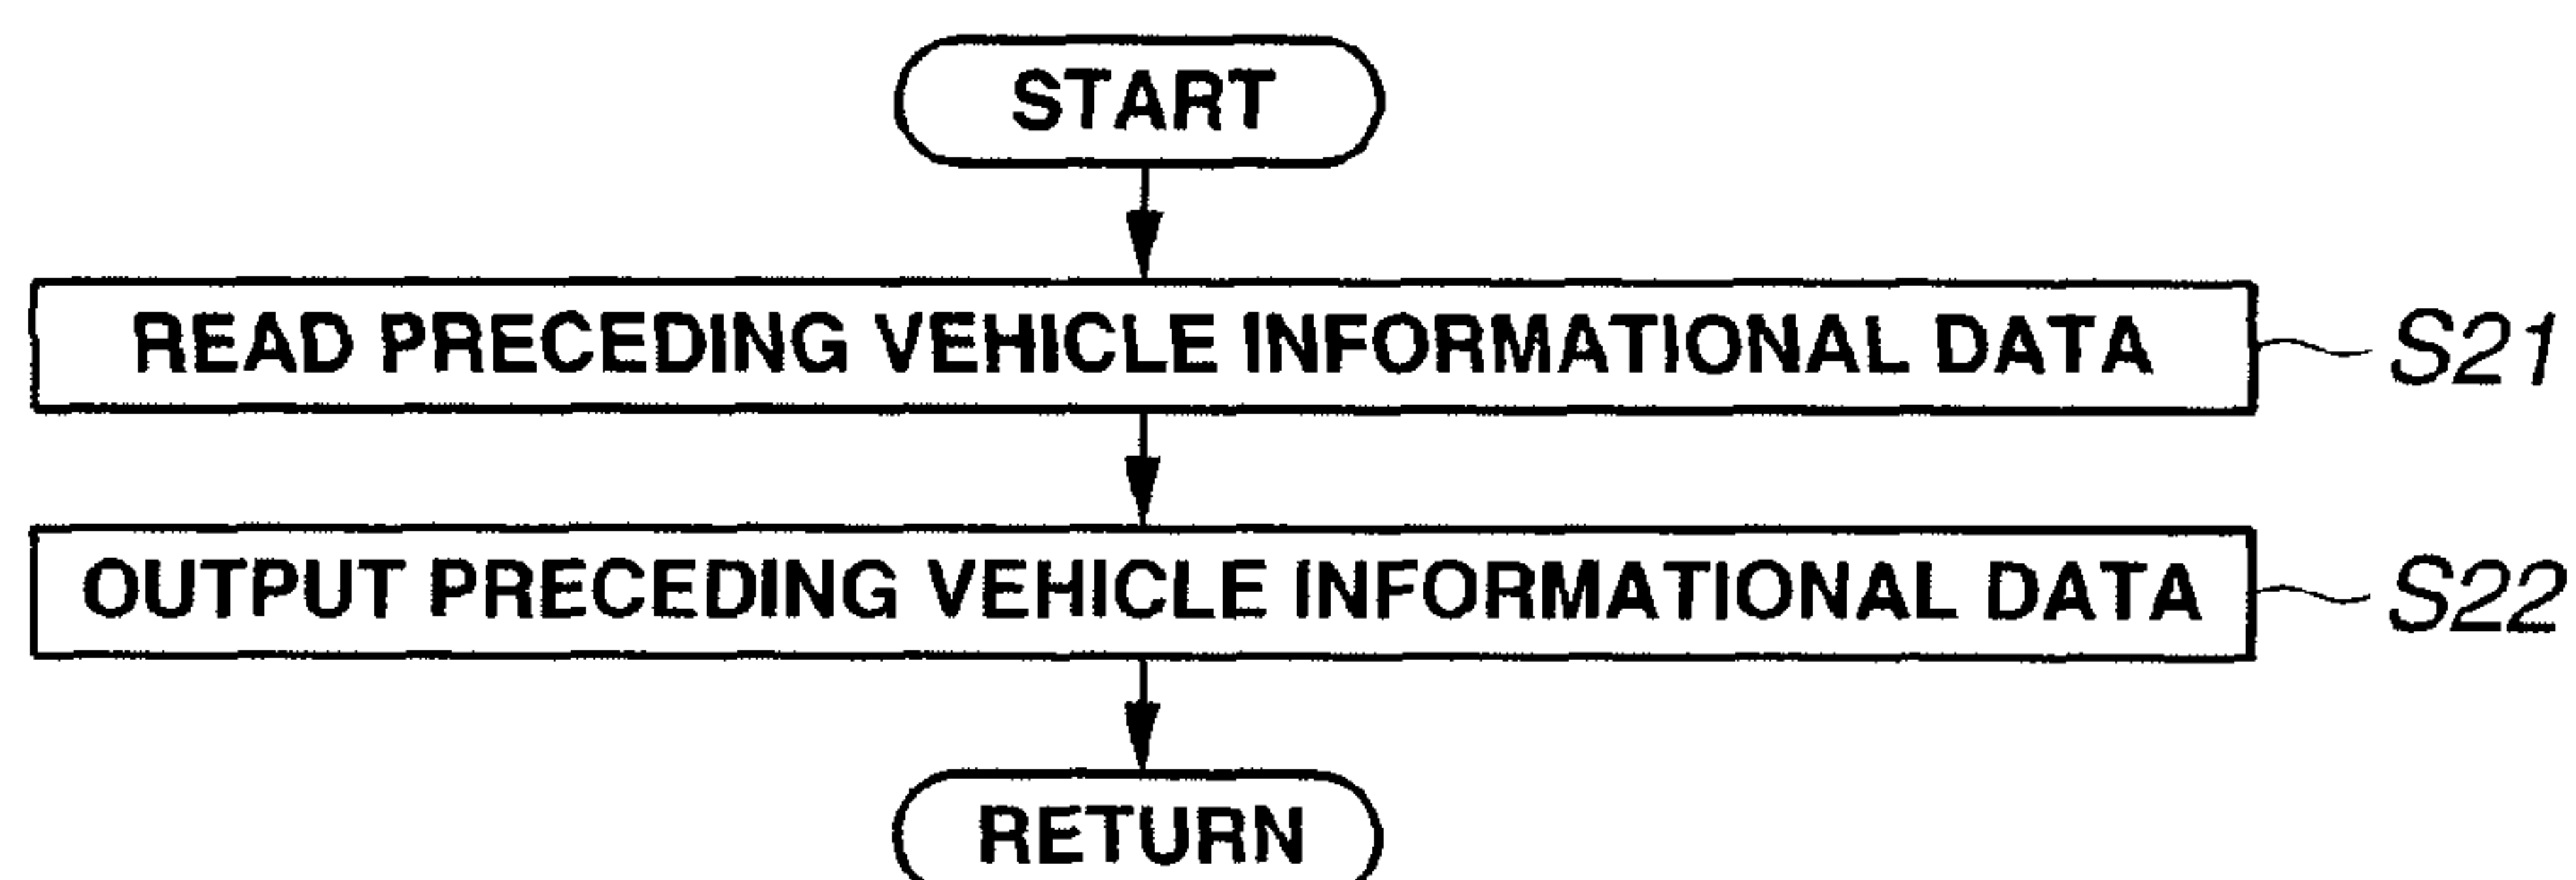 START
READ PRECEDING VEHICLE INFORMATIONAL DATA S21
OUTPUT PRECEDING VEHICLE INFORMATIONAL DATA S22
RETURN